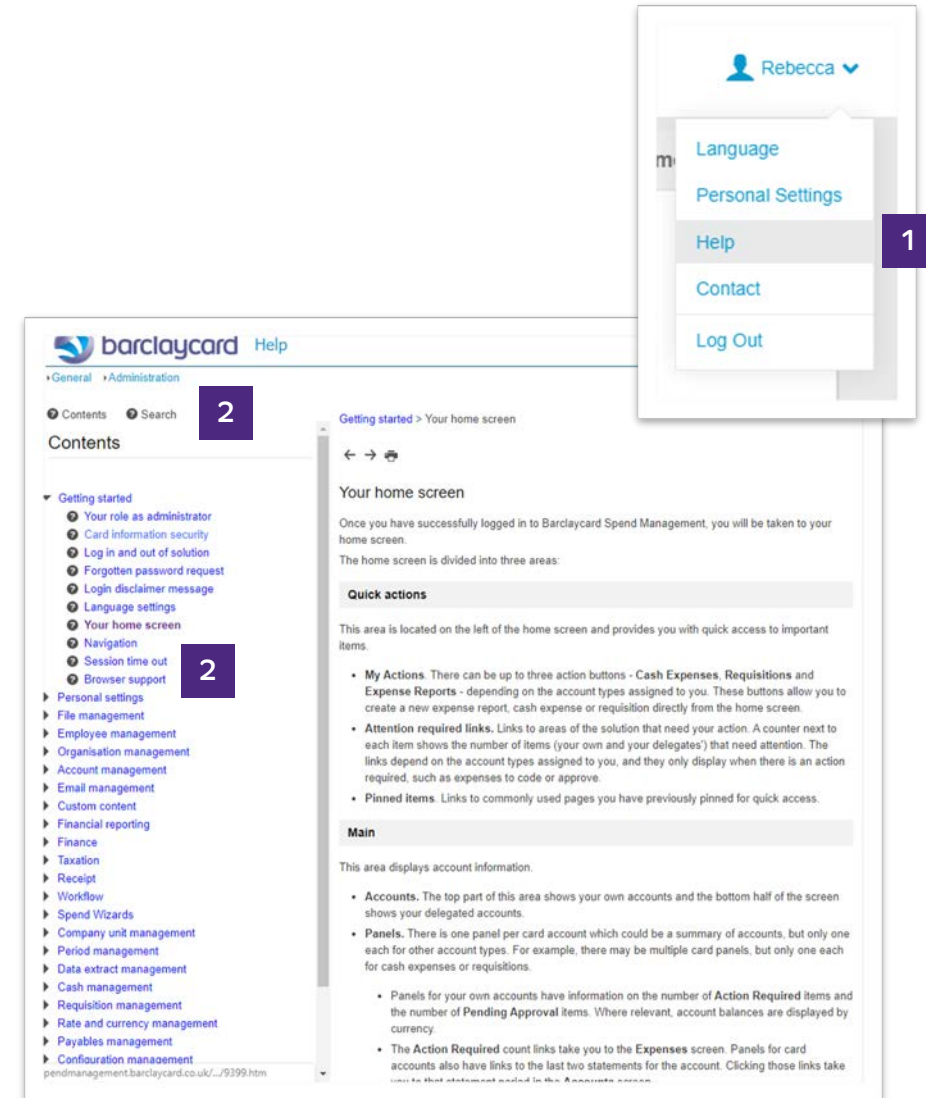 Rebecca
m
Language
Personal Settings
Help
1
Contact
Log Out
barclaycard Help
General Administration
Contents Search
2
Contents
Getting started
Your role as administrator
Card information security
Log in and out of solution
Forgotten password request
Login disclaimer message
Language settings
Your home screen
Navigation
Session time out
2
Browser support
Personal settings
File management
Employee management
Organisation management
Account management
Email management
Custom content
Financial reporting
Finance
Taxation
Receipt
Workflow
Spend Wizards
Company unit management
Period management
Data extract management
Cash management
Requisition management
Rate and currency management
Payables management
Configuration management
pendmanagement.barclaycard.co.uk/.../9399.htm
Getting started > Your home screen
Your home screen
Once you have successfully logged in to Barclaycard Spend Management, you will be taken to your
home screen.
The home screen is divided into three areas:
Quick actions
This area is located on the left of the home screen and provides you with quick access to important
items.
• My Actions. There can be up to three action buttons - Cash Expenses, Requisitions and
Expense Reports - depending on the account types assigned to you. These buttons allow you to
create a new expense report, cash expense or requisition directly from the home screen.
• Attention required links. Links to areas of the solution that need your action. A counter next to
each item shows the number of items (your own and your delegates') that need attention. The
links depend on the account types assigned to you, and they only display when there is an action
required, such as expenses to code or approve.
• Pinned items. Links to commonly used pages you have previously pinned for quick access.
Main
This area displays account information.
• Accounts. The top part of this area shows your own accounts and the bottom half of the screen
shows your delegated accounts.
• Panels. There is one panel per card account which could be a summary of accounts, but only one
each for other account types. For example, there may be multiple card panels, but only one each
for cash expenses or requisitions.
• Panels for your own accounts have information on the number of Action Required items and
the number of Pending Approval items. Where relevant, account balances are displayed by
currency.
• The Action Required count links take you to the Expenses screen. Panels for card
accounts also have links to the last two statements for the account. Clicking those links take
you to that statement period in the Accounts screen